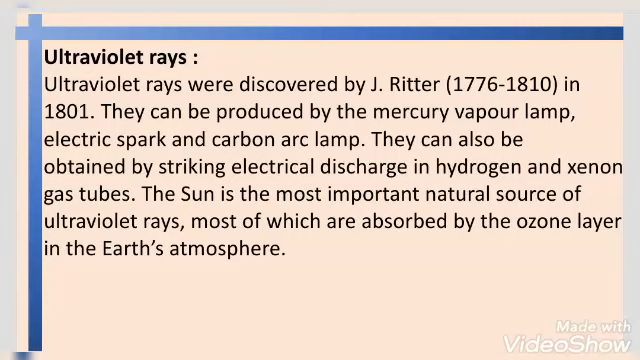 Ultraviolet rays :
Ultraviolet rays were discovered by J. Ritter (1776-1810) in
1801. They can be produced by the mercury vapour lamp,
electric spark and carbon arc lamp. They can also be
obtained by striking electrical discharge in hydrogen and xenon
gas tubes. The Sun is the most important natural source of
ultraviolet rays, most of which are absorbed by the ozone layer
in the Earth's atmosphere.
Made with
VideoShow